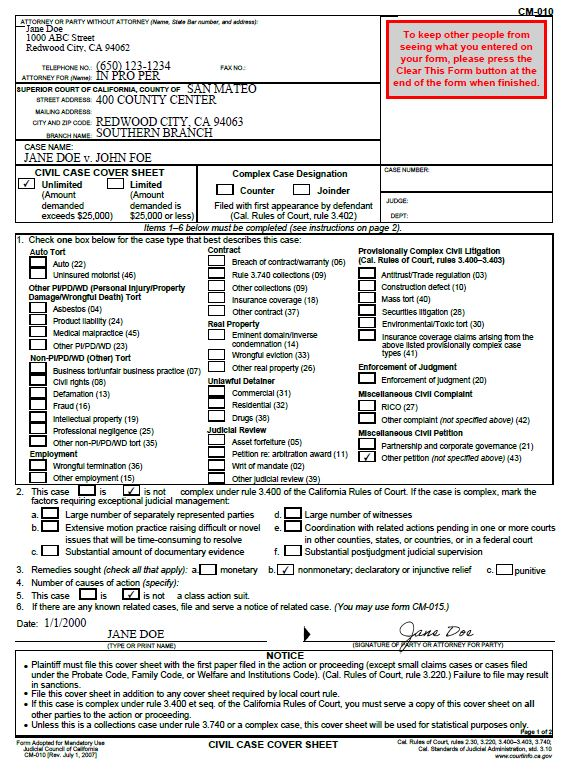 CM-010
ATTORNEY OR PARTY WITHOUT ATTORNEY (Name, State Bar number, and address):
Jane Doe
1000 ABC Street
Redwood City, CA 94062
TELEPHONE NO.: (650) 123-1234 FAX NO.:
ATTORNEY FOR (Name): IN PRO PER
To keep other people from
seeing what you entered on
your form, please press the
Clear This Form button at the
end of the form when finished.
SUPERIOR COURT OF CALIFORNIA, COUNTY OF SAN MATEO
STREET ADDRESS: 400 COUNTY CENTER
MAILING ADDRESS:
CITY AND ZIP CODE: REDWOOD CITY, CA 94063
BRANCH NAME: SOUTHERN BRANCH
CASE NAME:
JANE DOE v. JOHN FOE
CIVIL CASE COVER SHEET
✓ Unlimited Limited
(Amount (Amount
demanded demanded is
exceeds $25,000) $25,000 or less)
Complex Case Designation
Counter Joinder
Filed with first appearance by defendant
(Cal. Rules of Court, rule 3.402)
CASE NUMBER:
JUDGE:
DEPT:
Items 1–6 below must be completed (see instructions on page 2).
1. Check one box below for the case type that best describes this case:
Auto Tort
Auto (22)
Uninsured motorist (46)
Other PI/PD/WD (Personal Injury/Property
Damage/Wrongful Death) Tort
Asbestos (04)
Product liability (24)
Medical malpractice (45)
Other PI/PD/WD (23)
Non-PI/PD/WD (Other) Tort
Business tort/unfair business practice (07)
Civil rights (08)
Defamation (13)
Fraud (16)
Intellectual property (19)
Professional negligence (25)
Other non-PI/PD/WD tort (35)
Employment
Wrongful termination (36)
Other employment (15)
Contract
Breach of contract/warranty (06)
Rule 3.740 collections (09)
Other collections (09)
Insurance coverage (18)
Other contract (37)
Real Property
Eminent domain/Inverse
condemnation (14)
Wrongful eviction (33)
Other real property (26)
Unlawful Detainer
Commercial (31)
Residential (32)
Drugs (38)
Judicial Review
Asset forfeiture (05)
Petition re: arbitration award (11)
Writ of mandate (02)
Other judicial review (39)
Provisionally Complex Civil Litigation
(Cal. Rules of Court, rules 3.400–3.403)
Antitrust/Trade regulation (03)
Construction defect (10)
Mass tort (40)
Securities litigation (28)
Environmental/Toxic tort (30)
Insurance coverage claims arising from the
above listed provisionally complex case
types (41)
Enforcement of Judgment
Enforcement of judgment (20)
Miscellaneous Civil Complaint
RICO (27)
Other complaint (not specified above) (42)
Miscellaneous Civil Petition
Partnership and corporate governance (21)
✓ Other petition (not specified above) (43)
2. This case is ✓ is not complex under rule 3.400 of the California Rules of Court. If the case is complex, mark the
factors requiring exceptional judicial management:
a. Large number of separately represented parties
b. Extensive motion practice raising difficult or novel
issues that will be time-consuming to resolve
c. Substantial amount of documentary evidence
d. Large number of witnesses
e. Coordination with related actions pending in one or more courts
in other counties, states, or countries, or in a federal court
f. Substantial postjudgment judicial supervision
3. Remedies sought (check all that apply): a. monetary b. ✓ nonmonetary; declaratory or injunctive relief c. punitive
4. Number of causes of action (specify):
5. This case is ✓ is not a class action suit.
6. If there are any known related cases, file and serve a notice of related case. (You may use form CM-015.)
Date: 1/1/2000
JANE DOE Jane Doe
(TYPE OR PRINT NAME) (SIGNATURE OF PARTY OR ATTORNEY FOR PARTY)
NOTICE
• Plaintiff must file this cover sheet with the first paper filed in the action or proceeding (except small claims cases or cases filed
under the Probate Code, Family Code, or Welfare and Institutions Code). (Cal. Rules of Court, rule 3.220.) Failure to file may result
in sanctions.
• File this cover sheet in addition to any cover sheet required by local court rule.
• If this case is complex under rule 3.400 et seq. of the California Rules of Court, you must serve a copy of this cover sheet on all
other parties to the action or proceeding.
• Unless this is a collections case under rule 3.740 or a complex case, this cover sheet will be used for statistical purposes only.
Page 1 of 2
Form Adopted for Mandatory Use
Judicial Council of California
CM-010 [Rev. July 1, 2007]
CIVIL CASE COVER SHEET
Cal. Rules of Court, rules 2.30, 3.220, 3.400–3.403, 3.740;
Cal. Standards of Judicial Administration, std. 3.10
www.courtinfo.ca.gov